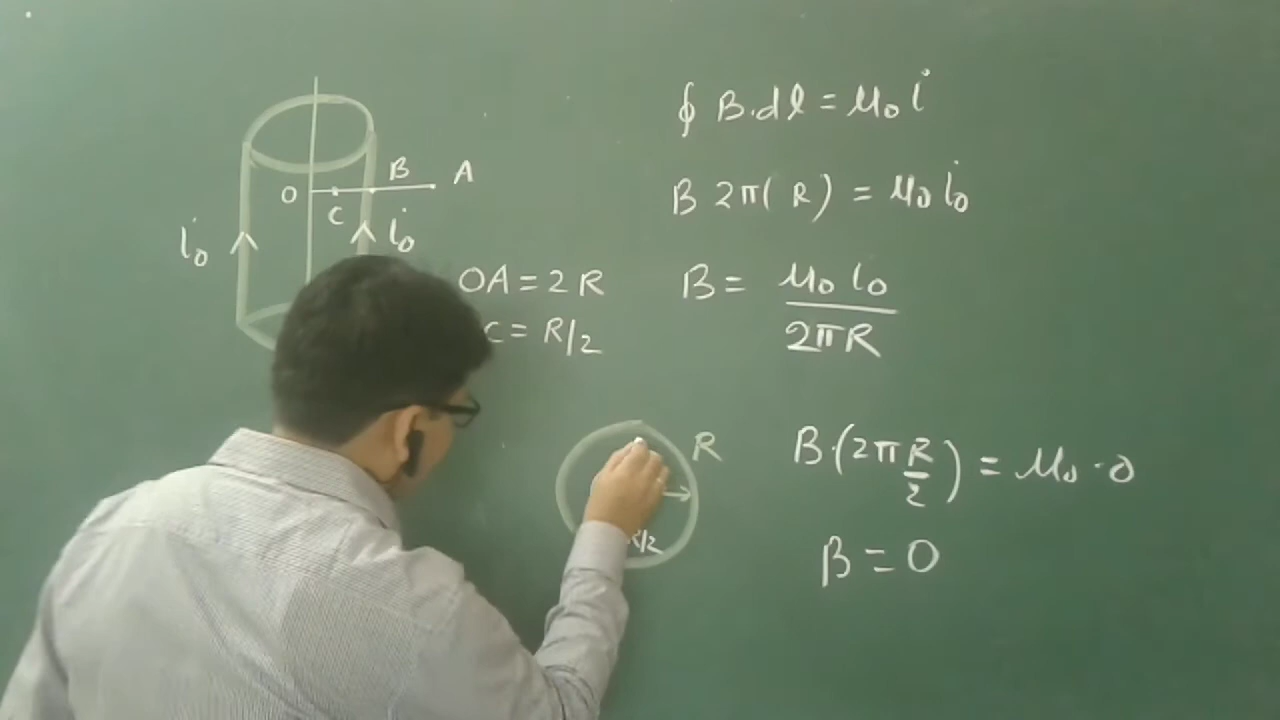 ∮ B.dl = μ₀ i
B 2π( R ) = μ₀ i₀
B A
O
C
i₀ i₀
OA = 2R
C = R/2
B = μ₀ i₀ / 2πR
R
R/2
B.(2π R/2) = μ₀ . 0
B = 0